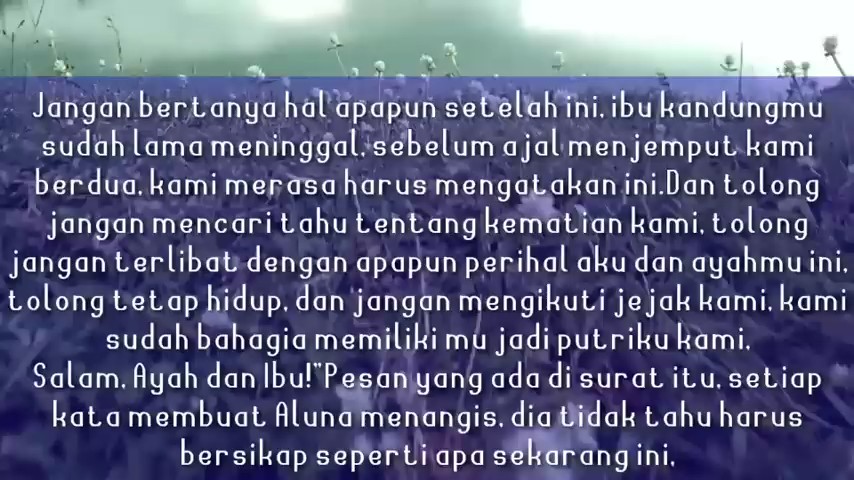 Jangan bertanya hal apapun setelah ini, ibu kandungmu
sudah lama meninggal, sebelum ajal menjemput kami
berdua, kami merasa harus mengatakan ini.Dan tolong
jangan mencari tahu tentang kematian kami, tolong
jangan terlibat dengan apapun perihal aku dan ayahmu ini,
tolong tetap hidup, dan jangan mengikuti jejak kami, kami
sudah bahagia memiliki mu jadi putriku kami,
Salam, Ayah dan Ibu!"Pesan yang ada di surat itu, setiap
kata membuat Aluna menangis, dia tidak tahu harus
bersikap seperti apa sekarang ini,